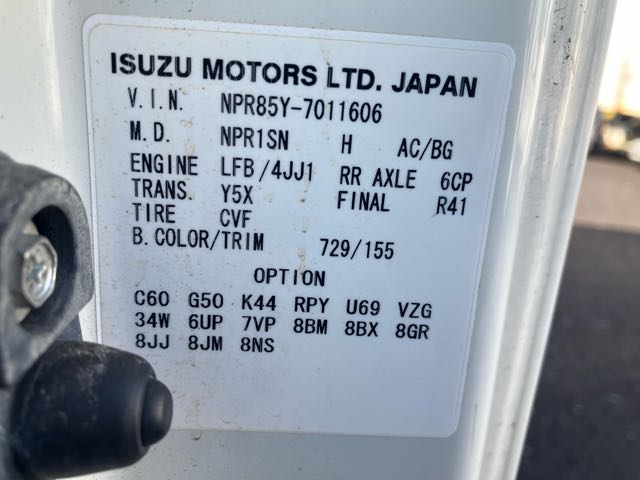 ISUZU MOTORS LTD. JAPAN
V.I.N. NPR85Y-7011606
M.D. NPR1SN H AC/BG
ENGINE LFB/4JJ1 RR AXLE 6CP
TRANS. Y5X FINAL R41
TIRE CVF
B.COLOR/TRIM 729/155
OPTION
C60 G50 K44 RPY U69 VZG
34W 6UP 7VP 8BM 8BX 8GR
8JJ 8JM 8NS